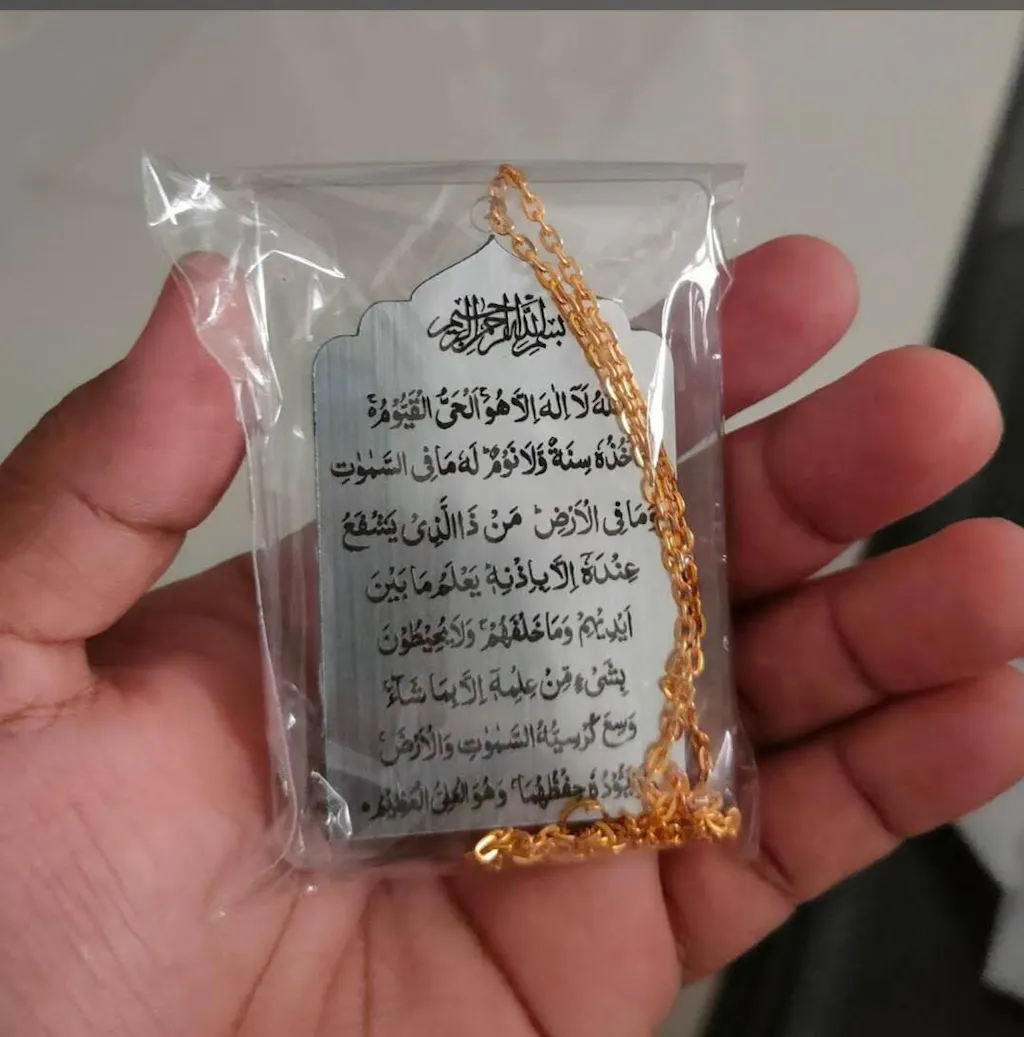 بسم الله الرحمن الرحيم
لَآ اِلٰهَ اِلَّا هُوَۚ اَلْحَيُّ الْقَيُّوْمُ ەۚ
سِنَةٌ وَّلَا نَوْمٌ ؕ لَهٗ مَا فِى السَّمٰوٰتِ
وَمَا فِى الْاَرْضِ ؕ مَنْ ذَا الَّذِىْ يَشْفَعُ
عِنْدَهٗٓ اِلَّا بِاِذْنِهٖ ؕ يَعْلَمُ مَا بَيْنَ
اَيْدِيْهِمْ وَمَا خَلْفَهُمْ ۚ وَلَا يُحِيْطُوْنَ
بِشَىْءٍ مِّنْ عِلْمِهٖٓ اِلَّا بِمَا شَآءَ ۚ
وَسِعَ كُرْسِيُّهُ السَّمٰوٰتِ وَالْاَرْضَ ۚ
حِفْظُهُمَا ۚ وَهُوَ الْعَلِىُّ الْعَظِيْمُ